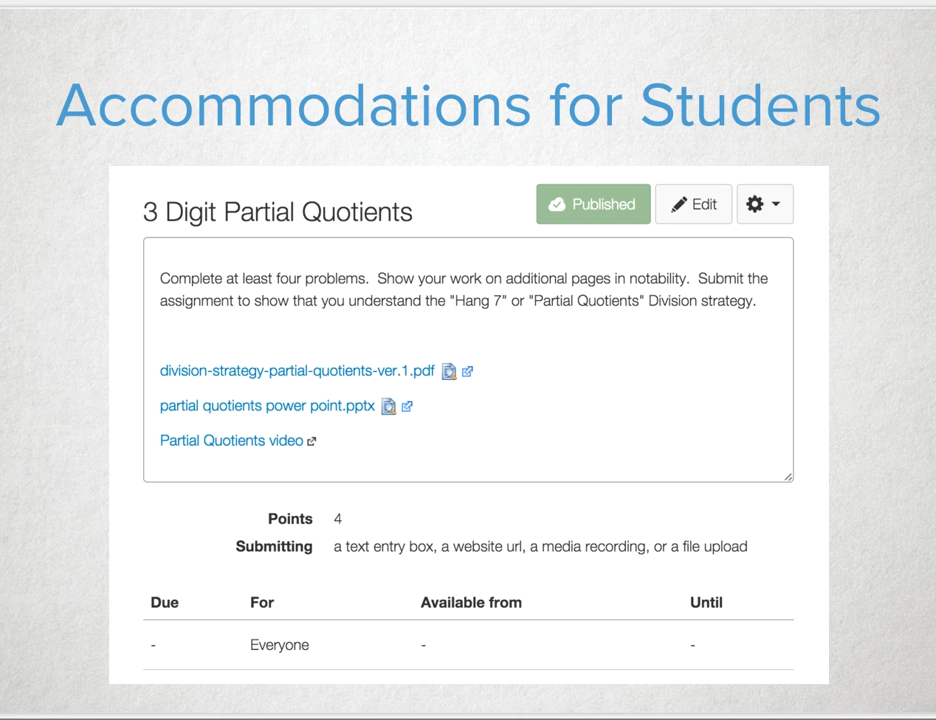 Accommodations for Students
3 Digit Partial Quotients
Published
Edit
Complete at least four problems.  Show your work on additional pages in notability.  Submit the
assignment to show that you understand the "Hang 7" or "Partial Quotients" Division strategy.
division-strategy-partial-quotients-ver.1.pdf
partial quotients power point.pptx
Partial Quotients video
Points 4
Submitting a text entry box, a website url, a media recording, or a file upload
Due For Available from Until
- Everyone - -